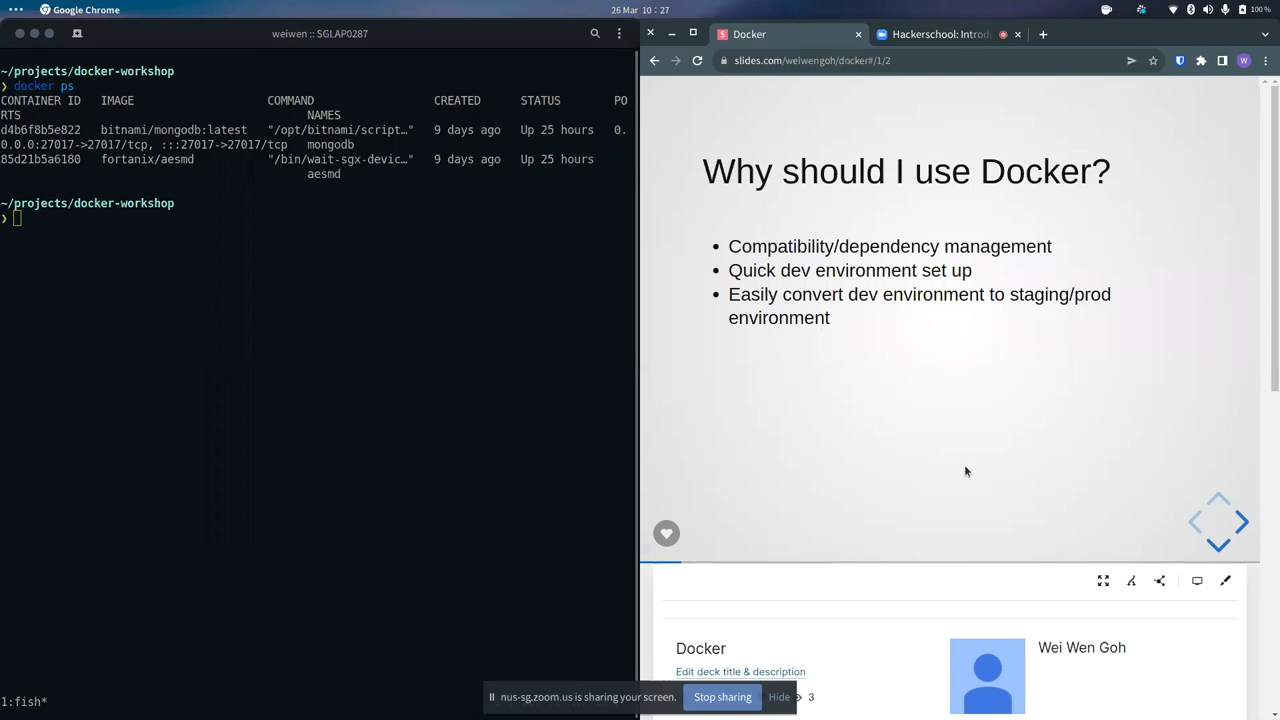 Google Chrome
26 Mar 10 : 27
100 %
weiwen :: SGLAP0287
~/projects/docker-workshop
❯ docker ps
CONTAINER ID IMAGE COMMAND CREATED STATUS PO
RTS NAMES
d4b6f8b5e822 bitnami/mongodb:latest "/opt/bitnami/script…" 9 days ago Up 25 hours 0.
0.0.0:27017->27017/tcp, :::27017->27017/tcp mongodb
85d21b5a6180 fortanix/aesmd "/bin/wait-sgx-devic…" 9 days ago Up 25 hours
aesmd
~/projects/docker-workshop
❯
1:fish*
Docker
Hackerschool: Introdu
slides.com/weiwengoh/docker#/1/2
W
Why should I use Docker?
• Compatibility/dependency management
• Quick dev environment set up
• Easily convert dev environment to staging/prod
environment
Docker
Edit deck title & description
Wei Wen Goh
nus-sg.zoom.us is sharing your screen.
Stop sharing
Hide
3